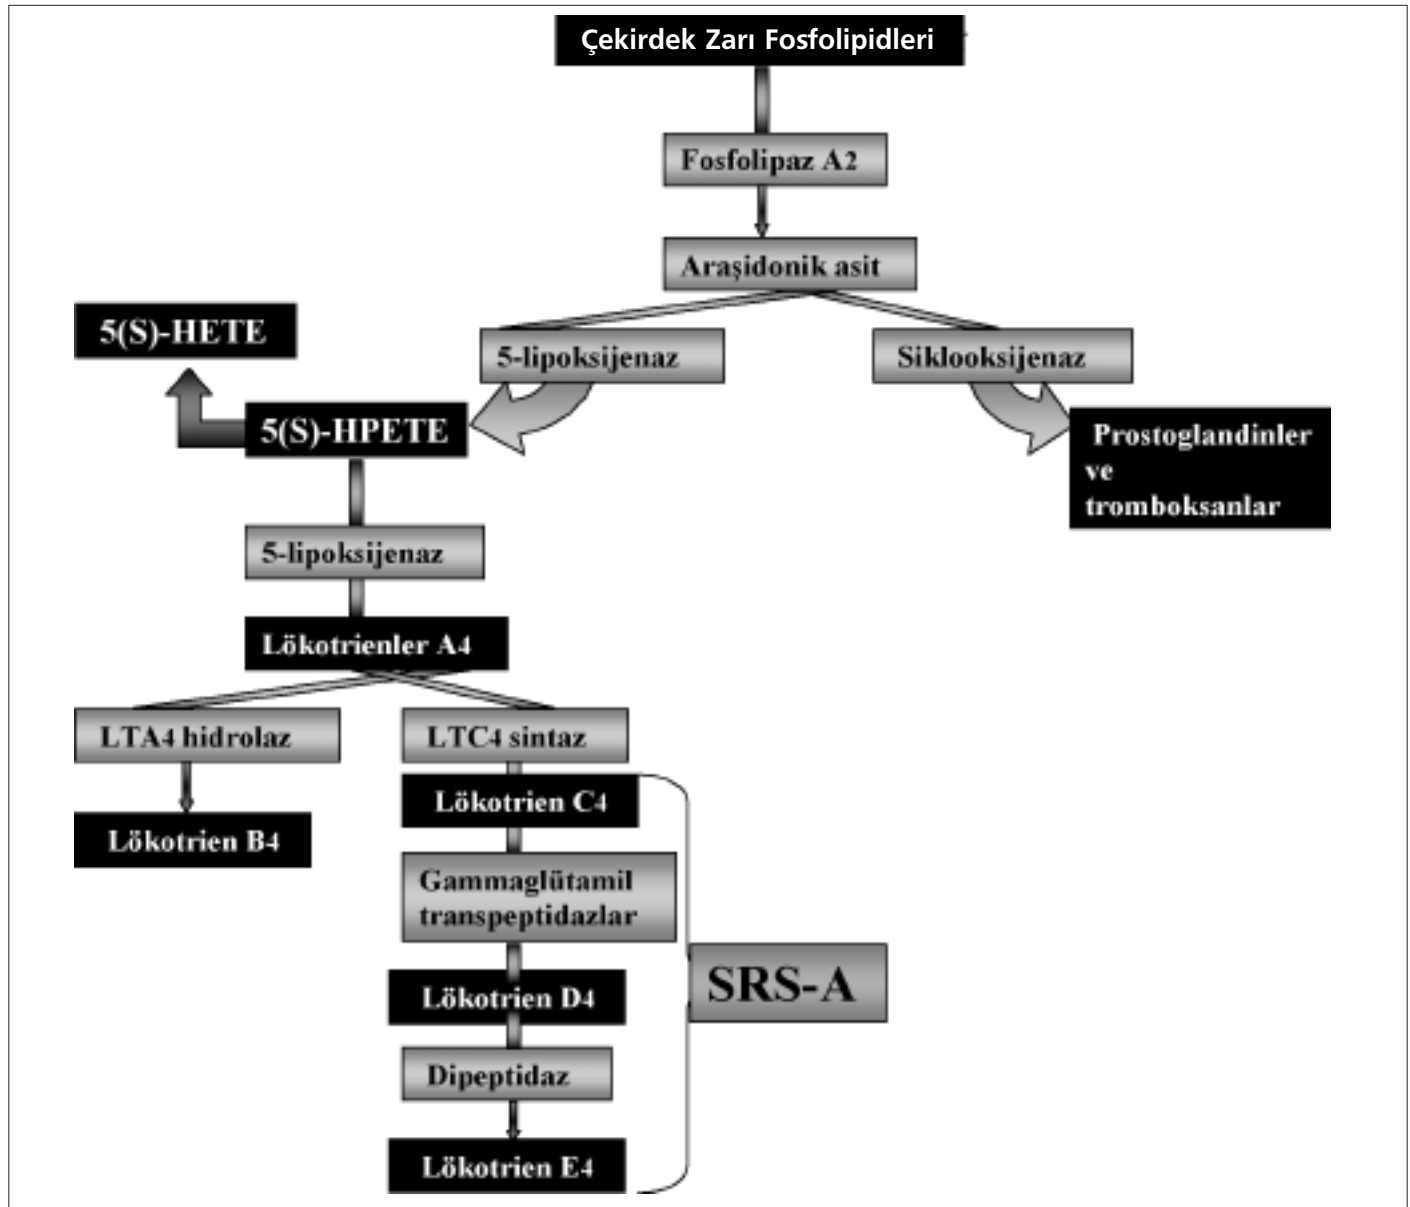 Çekirdek Zarı Fosfolipidleri
Fosfolipaz A2
Araşidonik asit
5(S)-HETE
5-lipoksijenaz
Siklooksijenaz
5(S)-HPETE
Prostoglandinler
ve
tromboksanlar
5-lipoksijenaz
Lökotrienler A4
LTA4 hidrolaz
LTC4 sintaz
Lökotrien C4
Lökotrien B4
Gammaglütamil
transpeptidazlar
SRS-A
Lökotrien D4
Dipeptidaz
Lökotrien E4